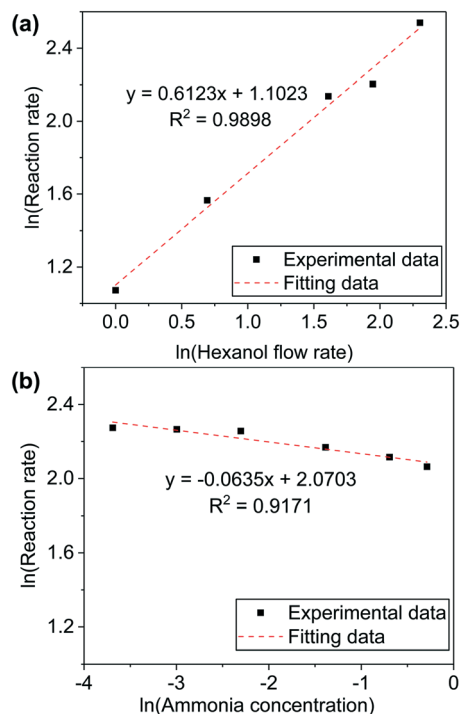 (a)
2.4
2.0
1.6
1.2
ln(Reaction rate)
y = 0.6123x + 1.1023
R² = 0.9898
Experimental data
Fitting data
0.0 0.5 1.0 1.5 2.0 2.5
ln(Hexanol flow rate)
(b)
2.8
2.4
2.0
1.6
1.2
ln(Reaction rate)
y = -0.0635x + 2.0703
R² = 0.9171
Experimental data
Fitting data
-4 -3 -2 -1 0
ln(Ammonia concentration)